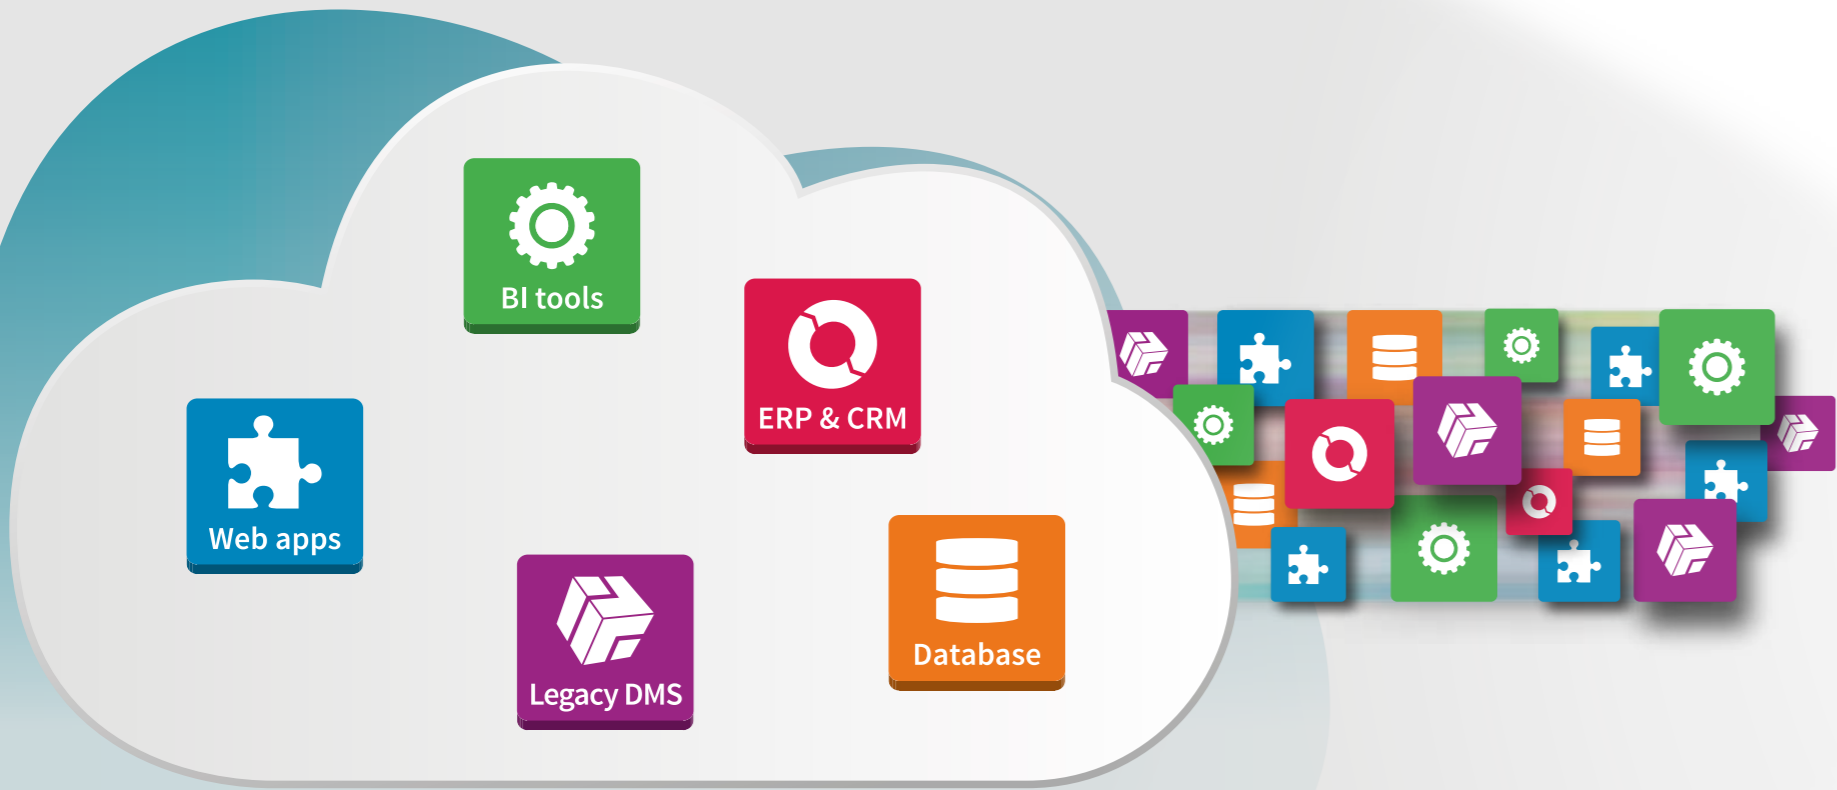 BI tools
ERP & CRM
Web apps
Database
Legacy DMS